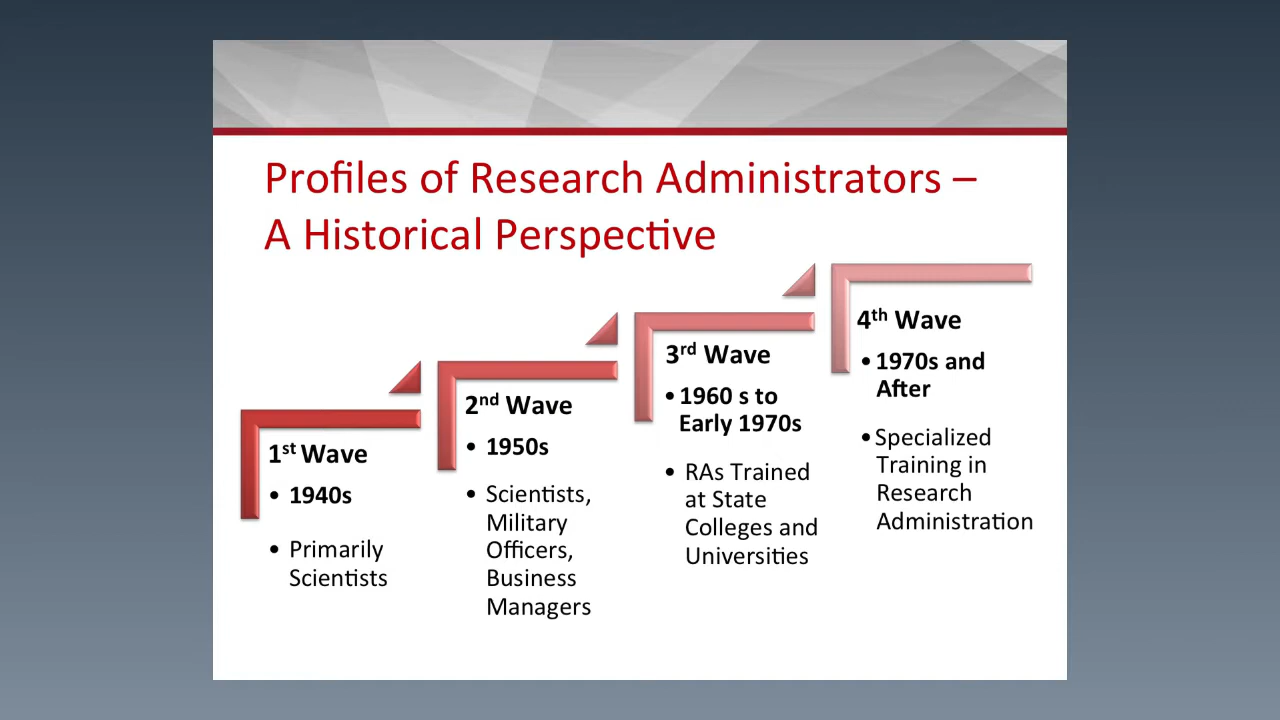 Profiles of Research Administrators –
A Historical Perspective
1st Wave
• 1940s
• Primarily
Scientists
2nd Wave
• 1950s
• Scientists,
Military
Officers,
Business
Managers
3rd Wave
• 1960 s to
Early 1970s
• RAs Trained
at State
Colleges and
Universities
4th Wave
• 1970s and
After
• Specialized
Training in
Research
Administration